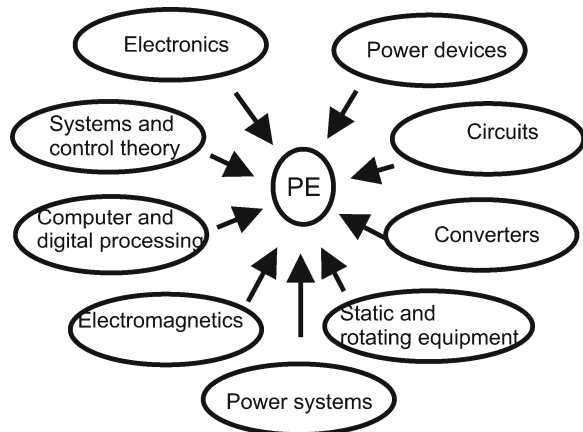 Electronics
Power devices
Systems and
control theory
Circuits
PE
Computer and
digital processing
Converters
Electromagnetics
Static and
rotating equipment
Power systems